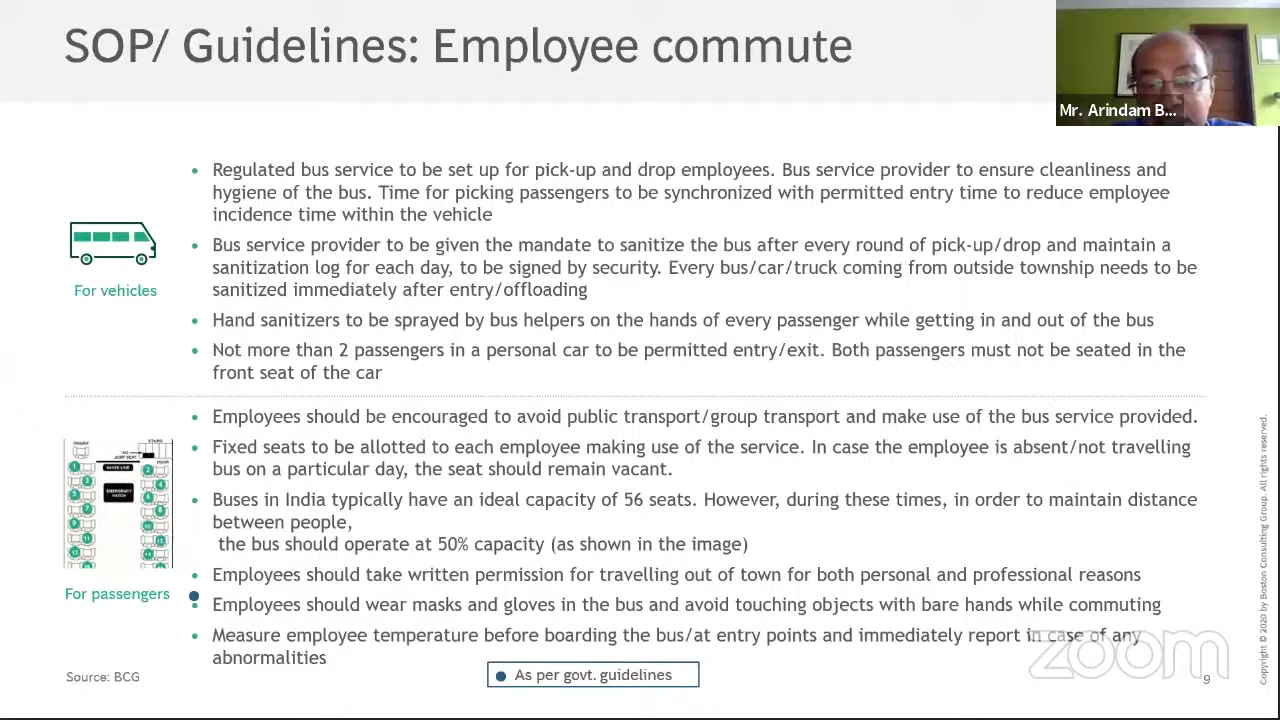 SOP/ Guidelines: Employee commute
Mr. Arindam B...
Regulated bus service to be set up for pick-up and drop employees. Bus service provider to ensure cleanliness and
hygiene of the bus. Time for picking passengers to be synchronized with permitted entry time to reduce employee
incidence time within the vehicle
Bus service provider to be given the mandate to sanitize the bus after every round of pick-up/drop and maintain a
sanitization log for each day, to be signed by security. Every bus/car/truck coming from outside township needs to be
sanitized immediately after entry/offloading
For vehicles
Hand sanitizers to be sprayed by bus helpers on the hands of every passenger while getting in and out of the bus
Not more than 2 passengers in a personal car to be permitted entry/exit. Both passengers must not be seated in the
front seat of the car
Employees should be encouraged to avoid public transport/group transport and make use of the bus service provided.
Fixed seats to be allotted to each employee making use of the service. In case the employee is absent/not travelling
bus on a particular day, the seat should remain vacant.
Buses in India typically have an ideal capacity of 56 seats. However, during these times, in order to maintain distance
between people,
the bus should operate at 50% capacity (as shown in the image)
Employees should take written permission for travelling out of town for both personal and professional reasons
For passengers
Employees should wear masks and gloves in the bus and avoid touching objects with bare hands while commuting
Measure employee temperature before boarding the bus/at entry points and immediately report in case of any
abnormalities
Source: BCG
As per govt. guidelines
zoom
9
Copyright © 2020 by Boston Consulting Group. All rights reserved.